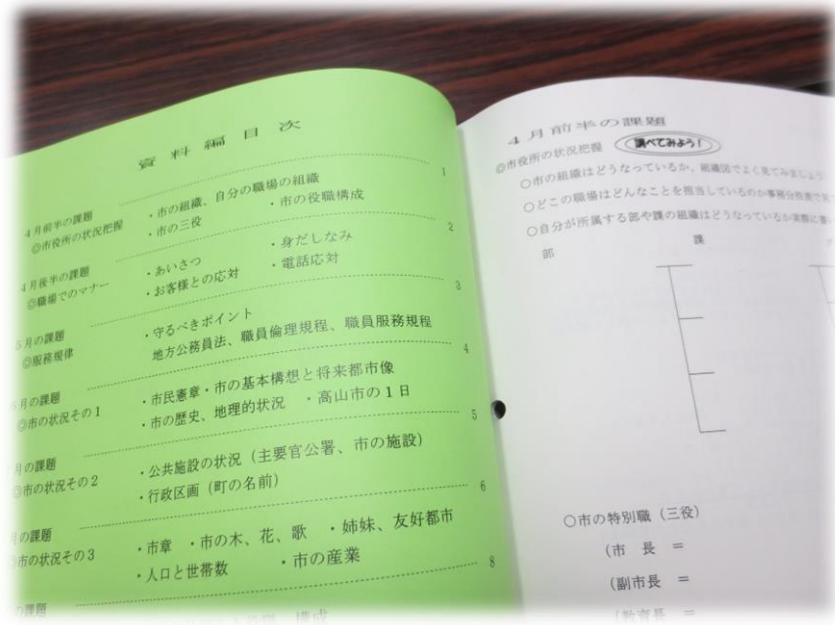 資料編目次
4月前半の課題 1
◎市役所の状況把握 ・市の組織、自分の職場の組織
・市の三役 ・市の役職構成
4月後半の課題 2
◎職場でのマナー ・あいさつ ・身だしなみ
・お客様との応対 ・電話応対
5月の課題 3
◎服務規律 ・守るべきポイント
地方公務員法、職員倫理規程、職員服務規程
月の課題 4
◎市の状況その1 ・市民憲章・市の基本構想と将来都市像
・市の歴史、地理的状況 ・高山市の1日
月の課題 5
◎市の状況その2 ・公共施設の状況(主要官公署、市の施設)
・行政区画(町の名前)
月の課題 6
市の状況その3 ・市章 ・市の木、花、歌 ・姉妹、友好都市
・人口と世帯数 ・市の産業
の課題 8
構成
4月前半の課題
◎市役所の状況把握 調べてみよう!
○市の組織はどうなっているか、組織図でよく見てみましょう
○どこの職場はどんなことを担当しているのか事務分担表で見
○自分が所属する部や課の組織はどうなっているか実際に書
部 課
○市の特別職(三役)
(市 長 =
(副市長 =
(教育長 =